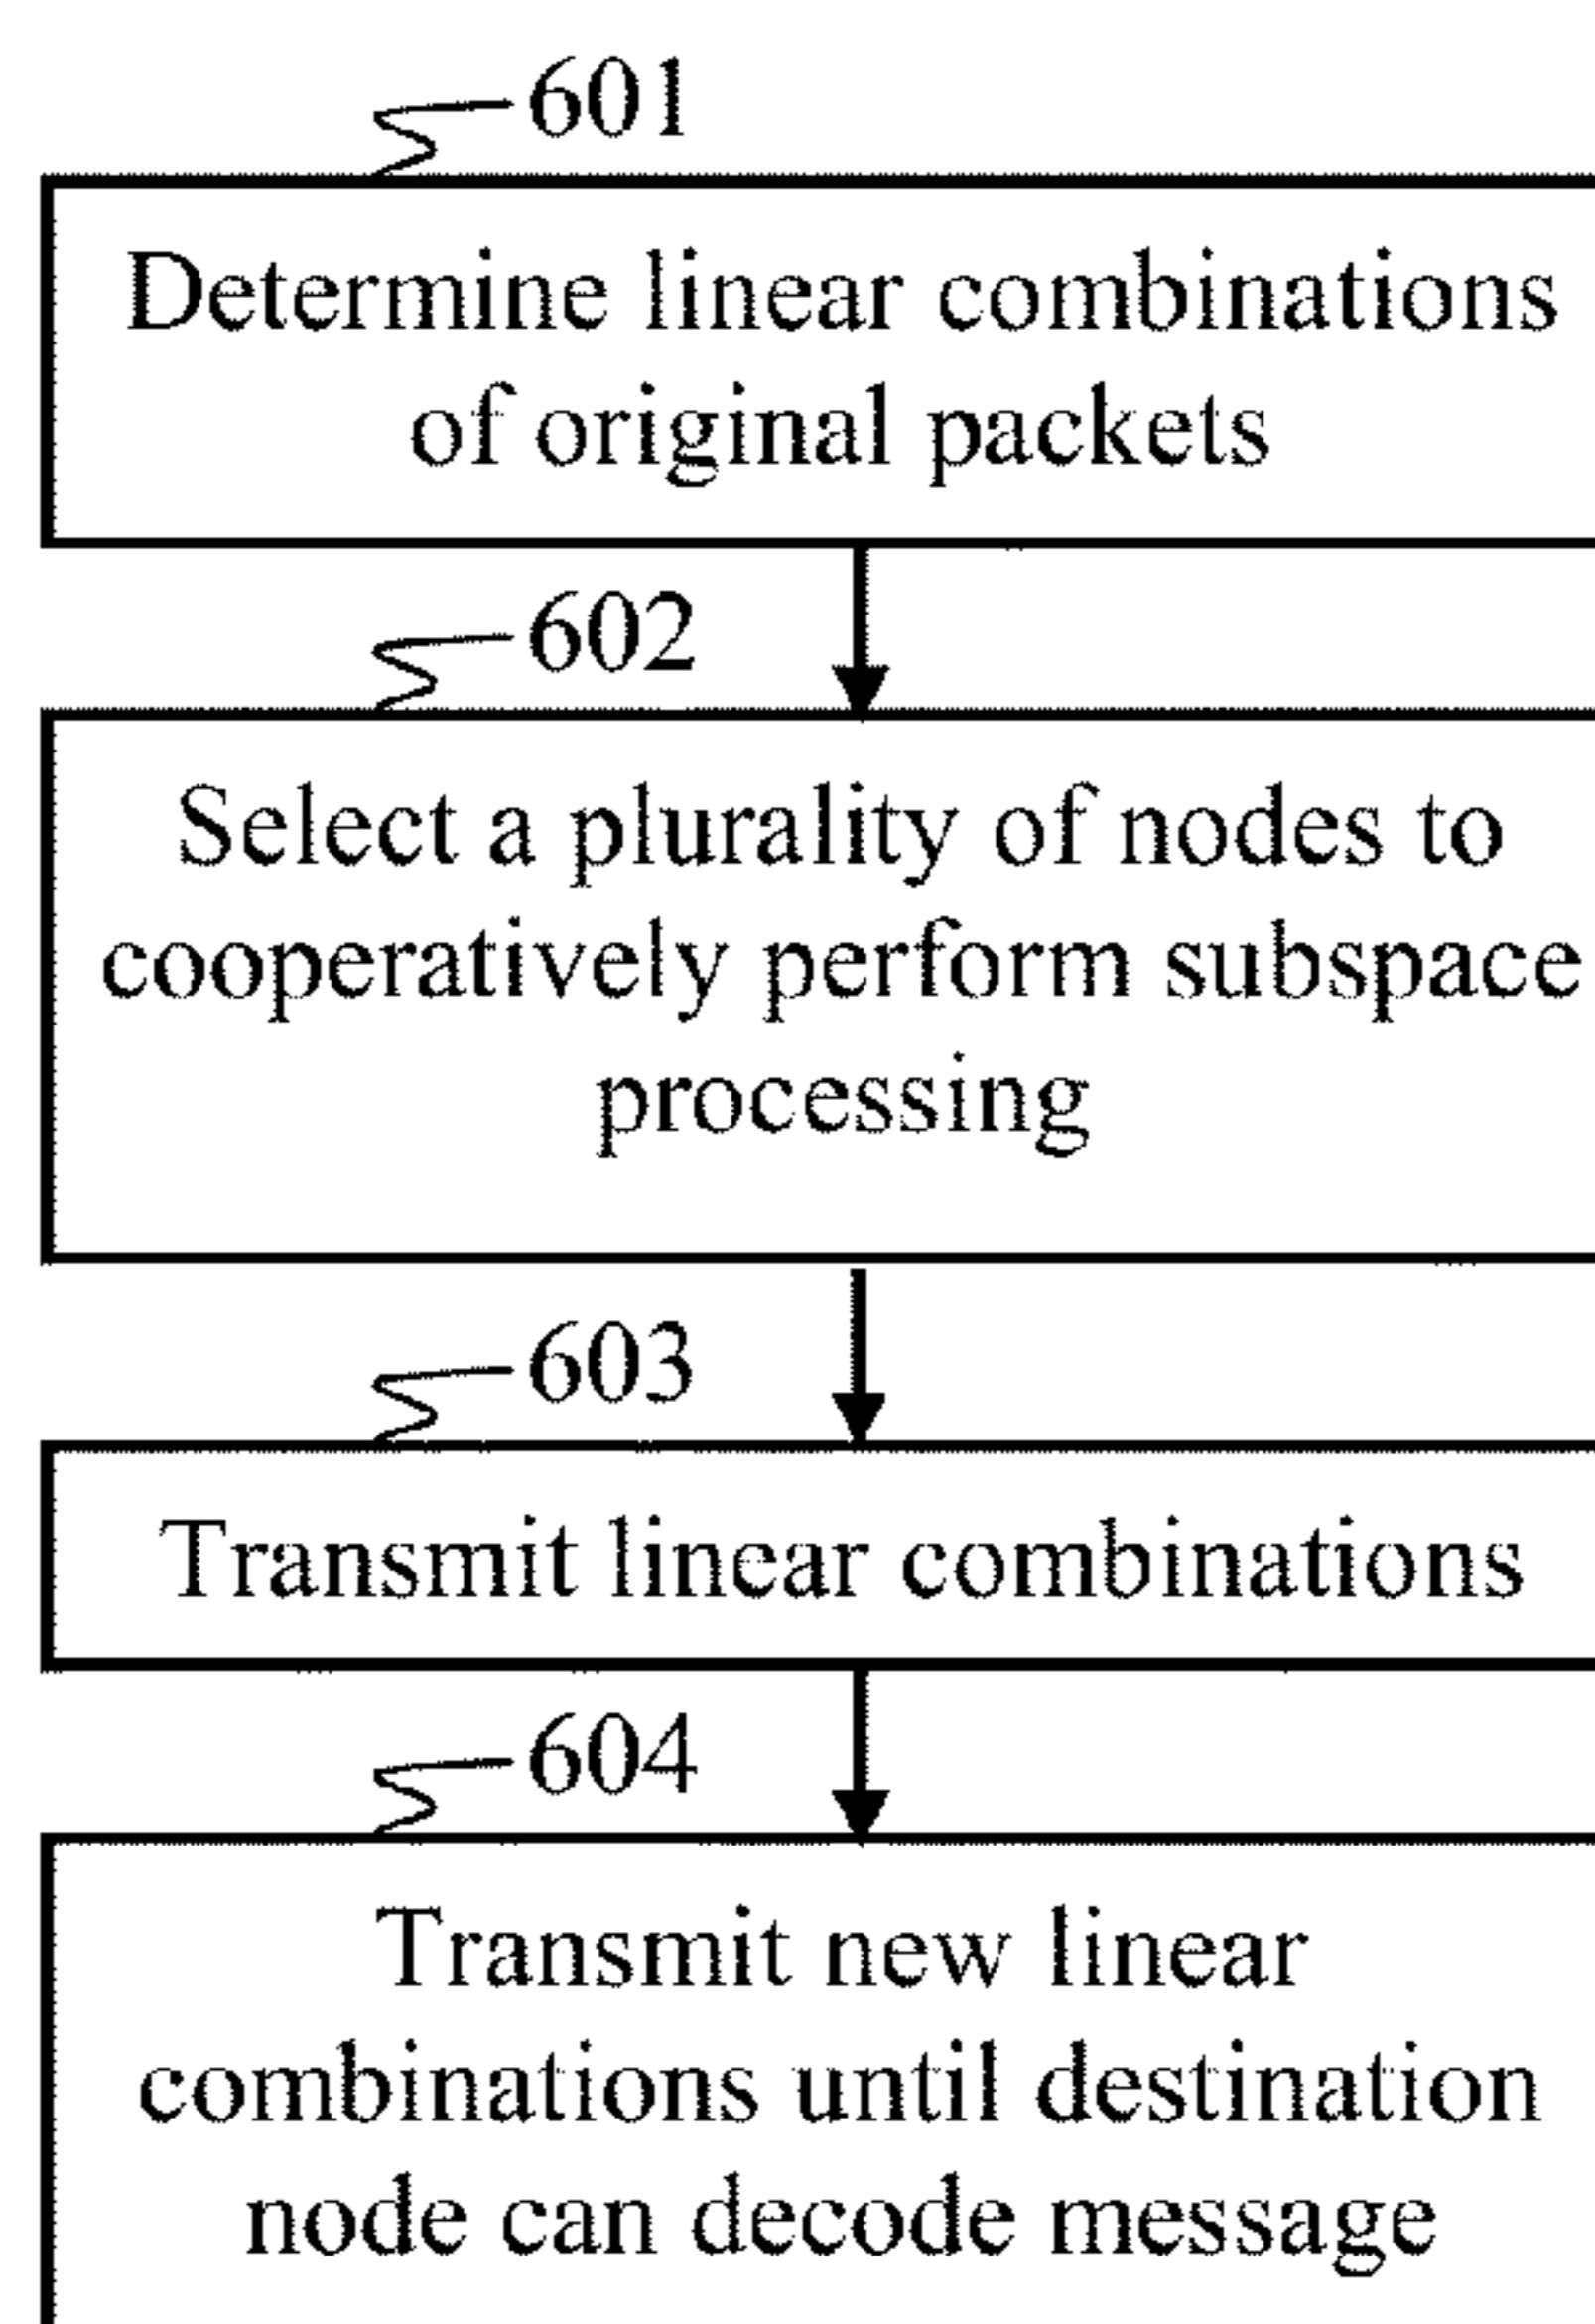 601
Determine linear combinations
of original packets
602
Select a plurality of nodes to
cooperatively perform subspace
processing
603
Transmit linear combinations
604
Transmit new linear
combinations until destination
node can decode message